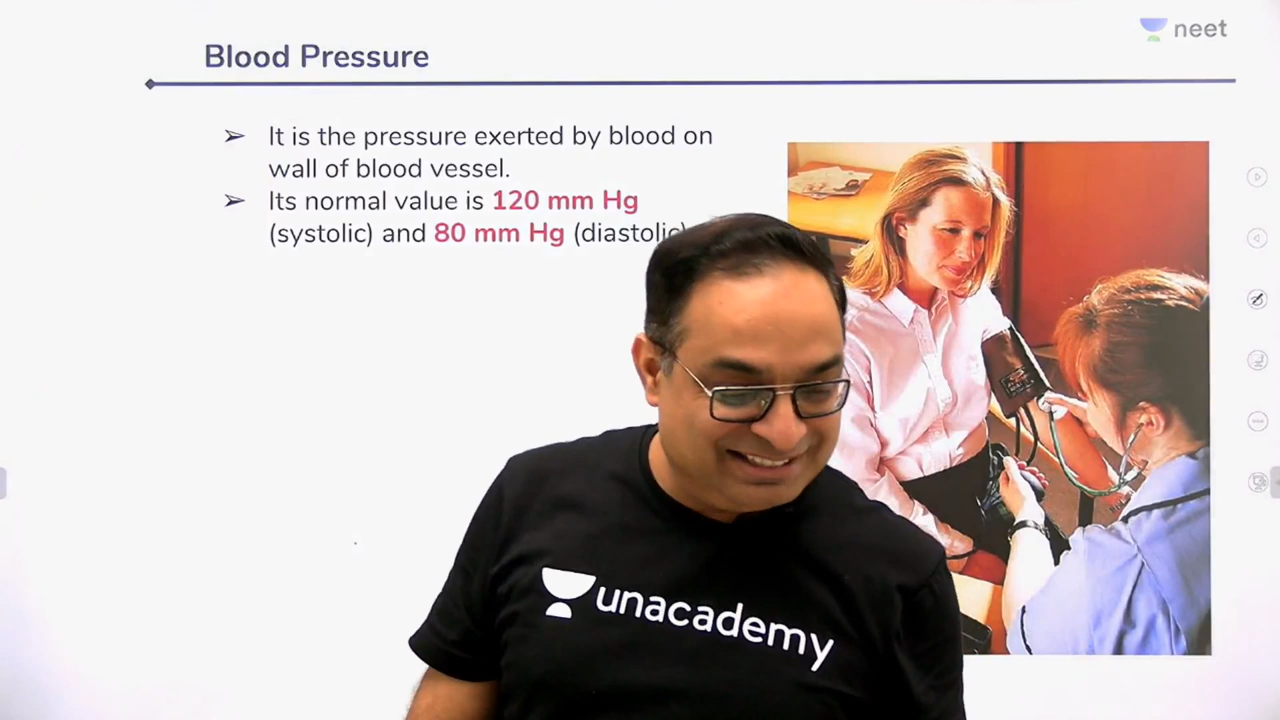 neet
Blood Pressure
➢ It is the pressure exerted by blood on
wall of blood vessel.
➢ Its normal value is 120 mm Hg
(systolic) and 80 mm Hg (diastolic)
unacademy